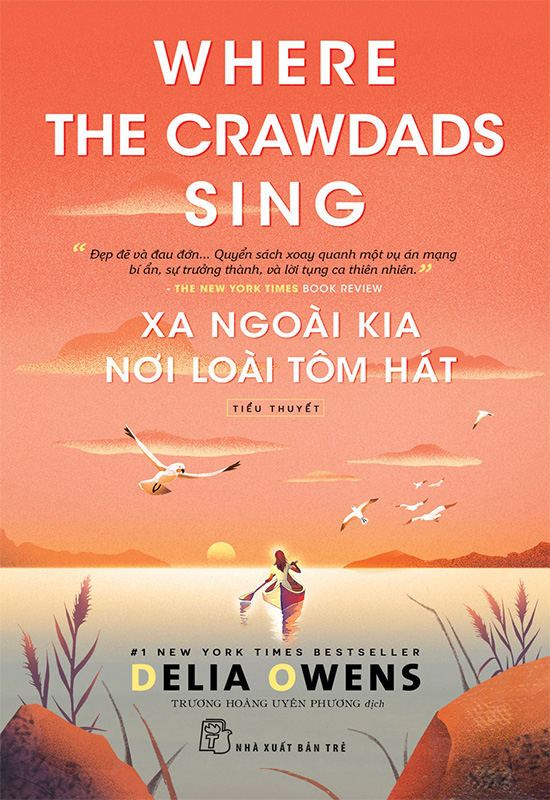 WHERE
THE CRAWDADS
SING
“Đẹp đẽ và đau đớn... Quyển sách xoay quanh một vụ án mạng
bí ẩn, sự trưởng thành, và lời tụng ca thiên nhiên.”
- THE NEW YORK TIMES BOOK REVIEW
XA NGOÀI KIA
NƠI LOÀI TÔM HÁT
TIỂU THUYẾT
#1 NEW YORK TIMES BESTSELLER
DELIA OWENS
TRƯƠNG HOÀNG UYÊN PHƯƠNG dịch
NHÀ XUẤT BẢN TRẺ